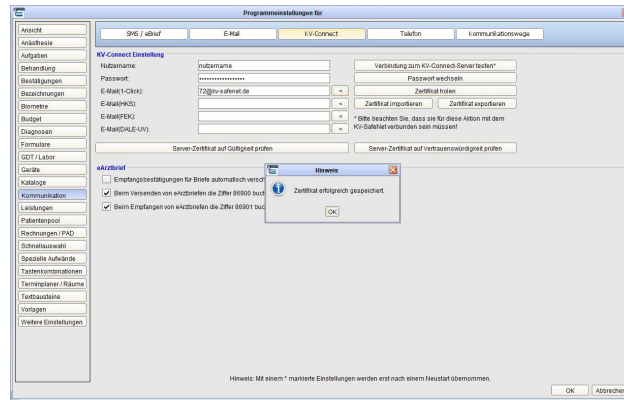 Programmeinstellungen für
Ansicht
Anästhesie
Aufgaben
Behandlung
Bestätigungen
Bezeichnungen
Biometrie
Budget
Diagnosen
Formulare
GDT / Labor
Geräte
Kataloge
Kommunikation
Leistungen
Patientenpool
Rechnungen / PAD
Schnellauswahl
Spezielle Aufwände
Tastenkombinationen
Terminplaner / Räume
Textbausteine
Vorlagen
Weitere Einstellungen
SMS / eBrief
E-Mail
KV-Connect
Telefon
Kommunikationswege
KV-Connect Einstellung
Nutzername:
nutzername
Verbindung zum KV-Connect-Server testen*
Passwort:
******************
Passwort wechseln
E-Mail(1-Click):
72@kv-safenet.de
<
Zertifikat holen
E-Mail(HKS):
<
Zertifikat importieren
Zertifikat exportieren
E-Mail(FEK):
<
* Bitte beachten Sie, dass sie für diese Aktion mit dem
KV-SafeNet verbunden sein müssen!
E-Mail(DALE-UV):
<
Server-Zertifikat auf Gültigkeit prüfen
Server-Zertifikat auf Vertrauenswürdigkeit prüfen
eArztbrief
Empfangsbestätigungen für Briefe automatisch versch
Beim Versenden von eArztbriefen die Ziffer 86900 buc
Beim Empfangen von eArztbriefen die Ziffer 86901 buc
Hinweis
Zertifikat erfolgreich gespeichert.
OK
Hinweis: Mit einem * markierte Einstellungen werden erst nach einem Neustart übernommen.
OK
Abbrechen